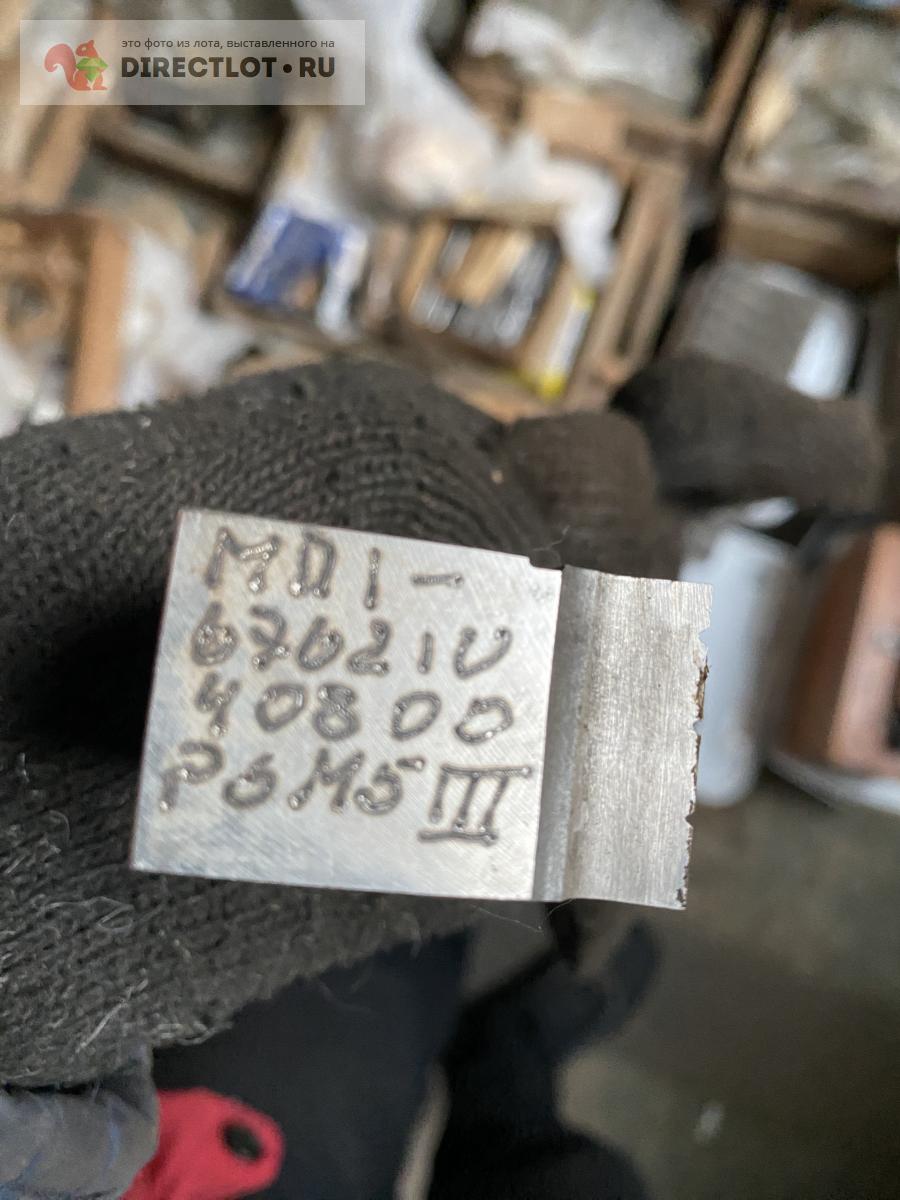 это фото из лота, выставленного на
DIRECTLOT•RU
МП1-
676210
40800
Р6М5 III